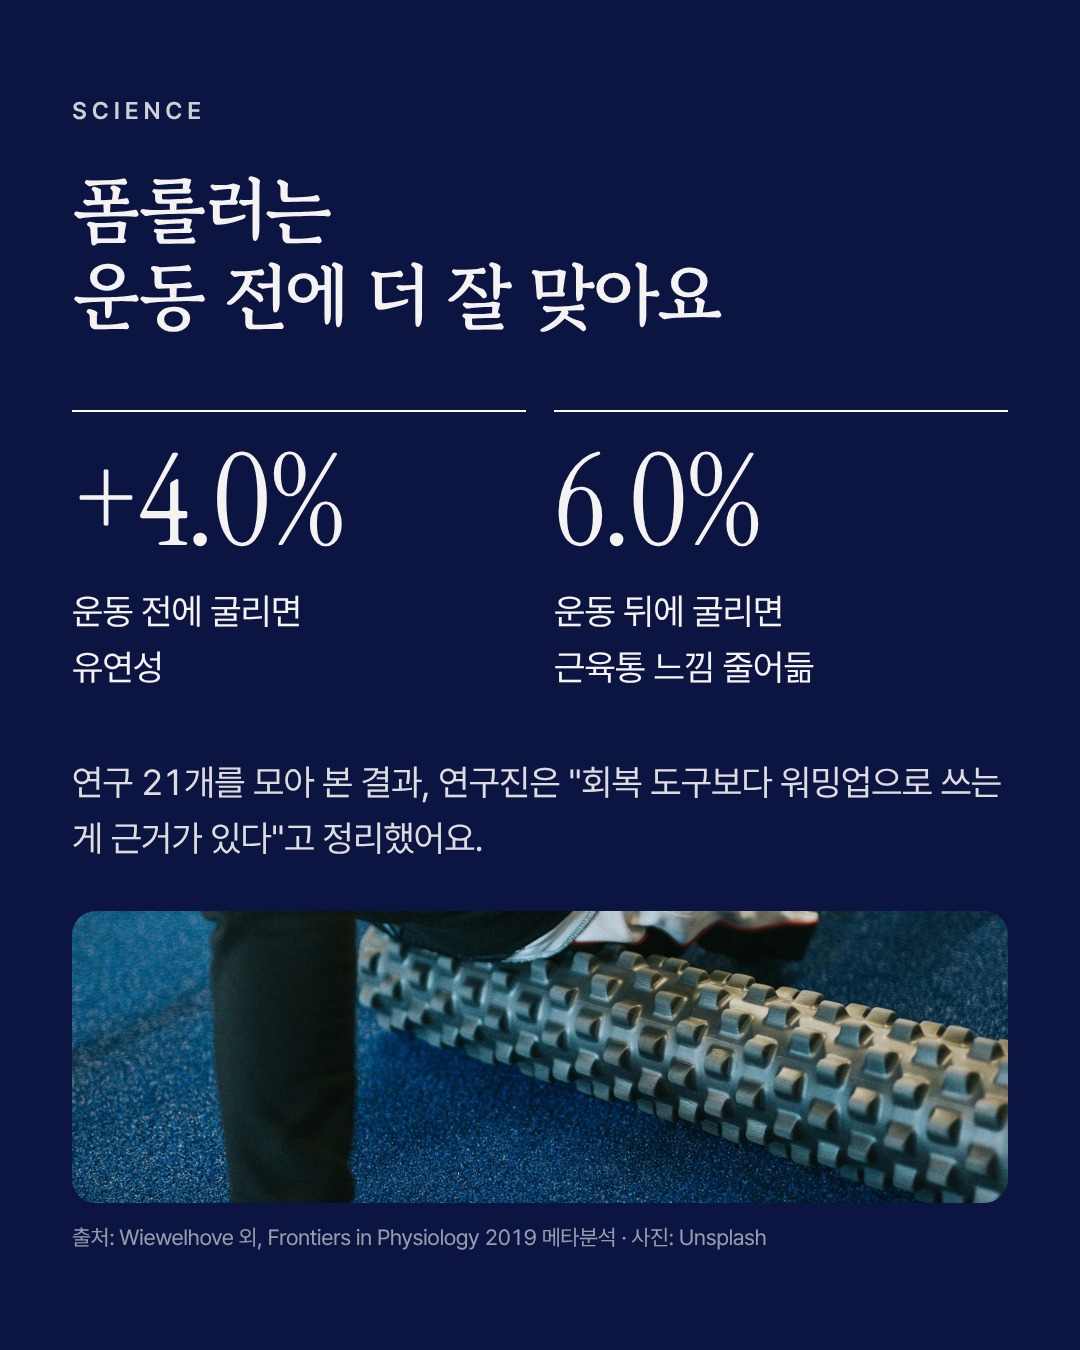 SCIENCE
폼롤러는
운동 전에 더 잘 맞아요
+4.0%
운동 전에 굴리면
유연성
6.0%
운동 뒤에 굴리면
근육통 느낌 줄어듦
연구 21개를 모아 본 결과, 연구진은 "회복 도구보다 워밍업으로 쓰는
게 근거가 있다"고 정리했어요.
출처: Wiewelhove 외, Frontiers in Physiology 2019 메타분석 · 사진: Unsplash